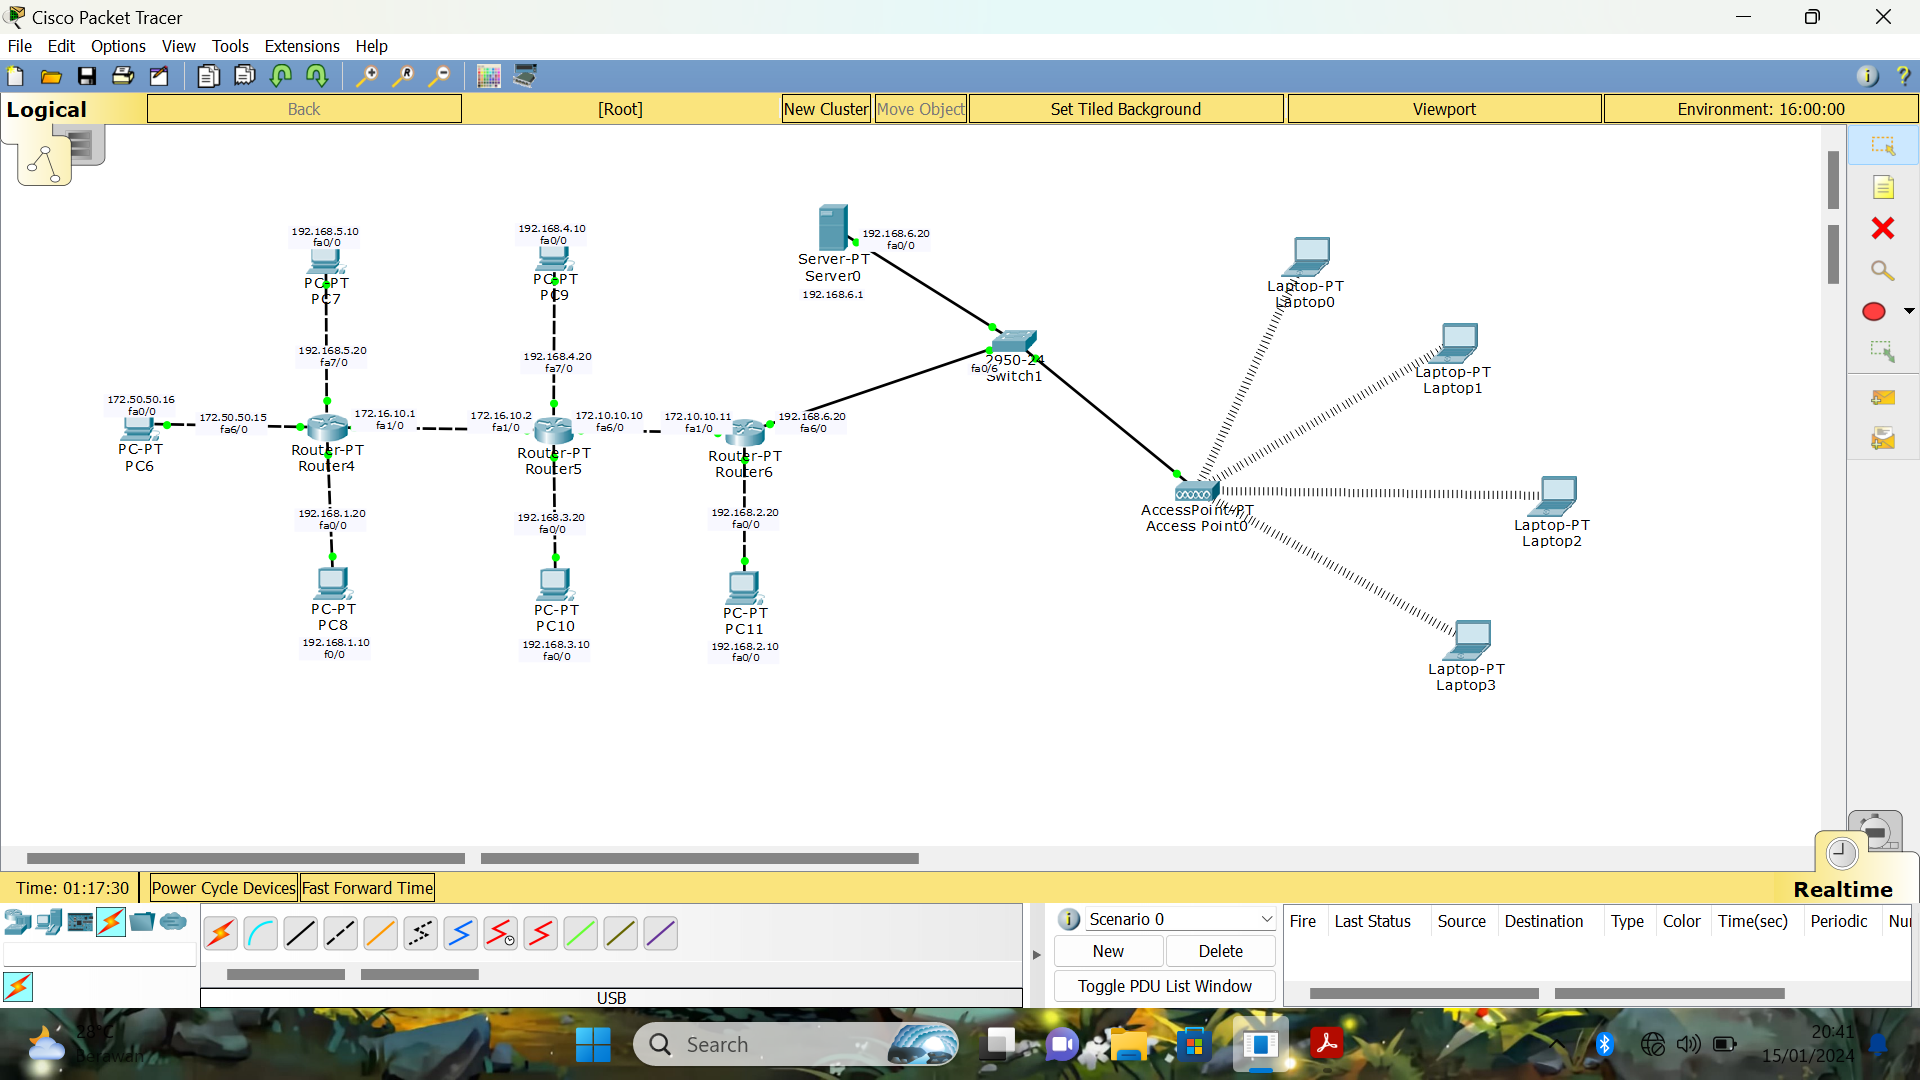 Cisco Packet Tracer
File Edit Options View Tools Extensions Help
Logical
Back
[Root]
New Cluster
Move Object
Set Tiled Background
Viewport
Environment: 16:00:00
192.168.5.10
fa0/0
PC-PT
PC7
192.168.4.10
fa0/0
PC-PT
PC9
192.168.6.20
fa0/0
Server-PT
Server0
192.168.6.1
Laptop-PT
Laptop0
Laptop-PT
Laptop1
2950-24
Switch1
fa0/6
192.168.5.20
fa7/0
192.168.4.20
fa7/0
172.50.50.16
fa0/0
PC-PT
PC6
172.50.50.15
fa6/0
172.16.10.1
fa1/0
Router-PT
Router4
172.16.10.2
fa1/0
172.10.10.10
fa6/0
Router-PT
Router5
172.10.10.11
fa1/0
192.168.6.20
fa6/0
Router-PT
Router6
192.168.1.20
fa0/0
192.168.3.20
fa0/0
192.168.2.20
fa0/0
AccessPoint-PT
Access Point0
Laptop-PT
Laptop2
PC-PT
PC8
192.168.1.10
f0/0
PC-PT
PC10
192.168.3.10
fa0/0
PC-PT
PC11
192.168.2.10
fa0/0
Laptop-PT
Laptop3
Time: 01:17:30
Power Cycle Devices
Fast Forward Time
Realtime
Scenario 0
New
Delete
Toggle PDU List Window
Fire Last Status Source Destination Type Color Time(sec) Periodic Nu
USB
28°C
Berawan
Search
20:41
15/01/2024